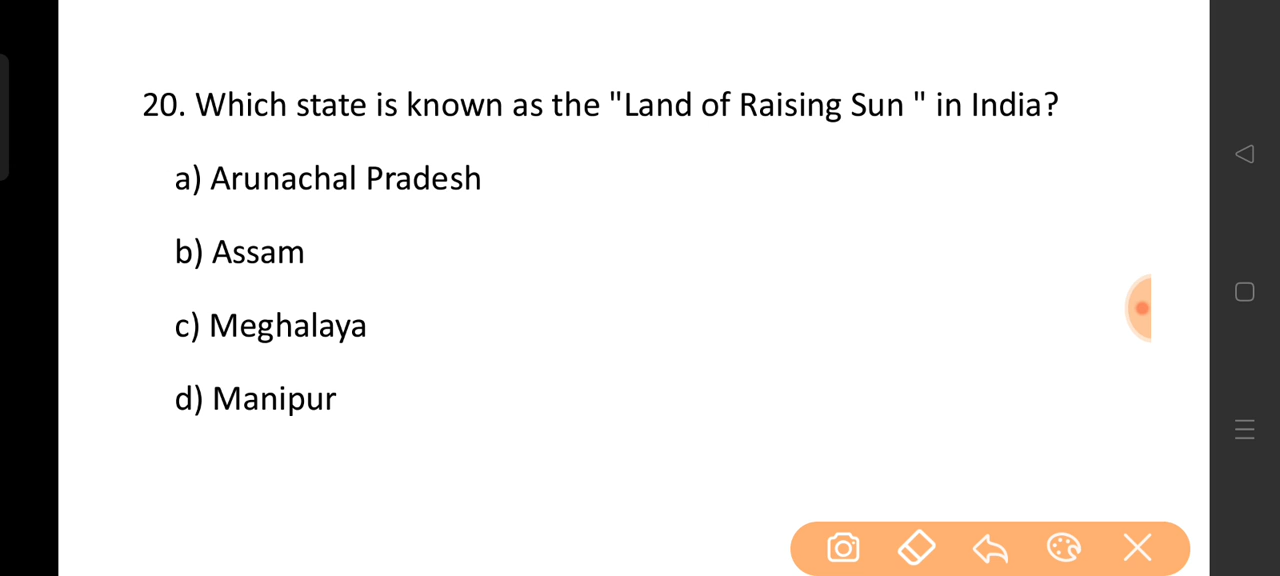 20. Which state is known as the "Land of Raising Sun " in India?
a) Arunachal Pradesh
b) Assam
c) Meghalaya
d) Manipur